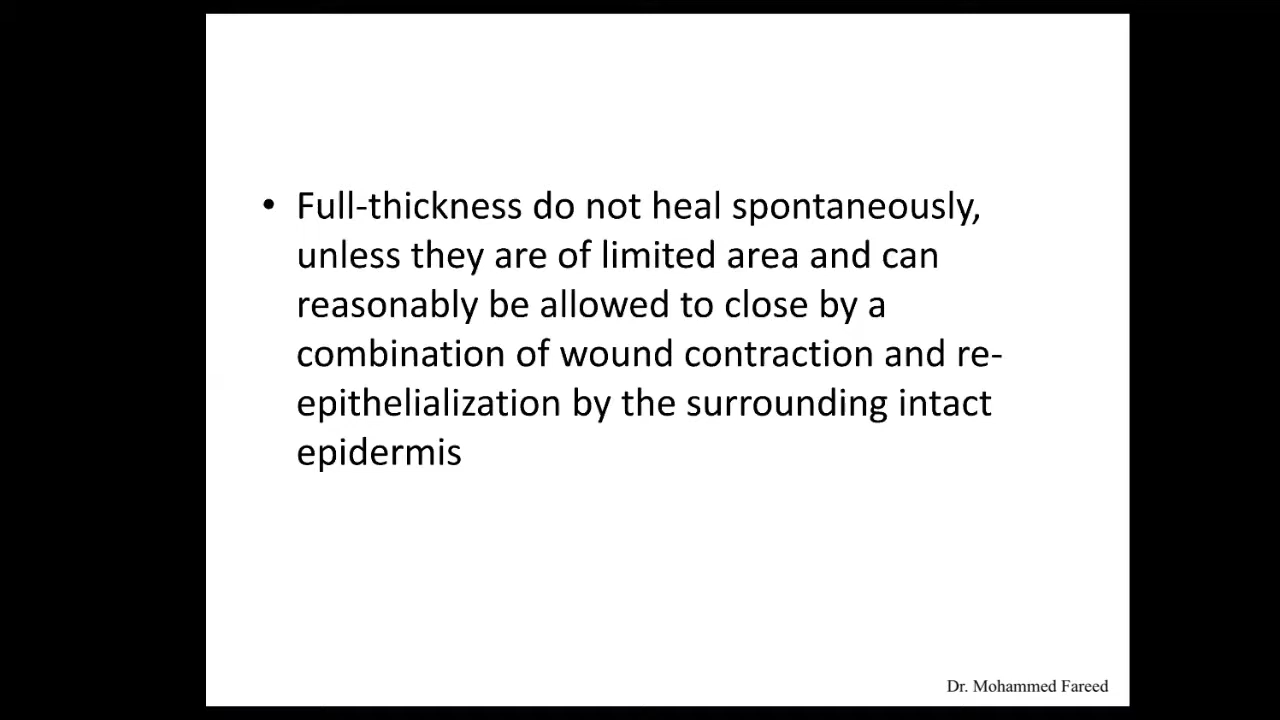 • Full-thickness do not heal spontaneously,
unless they are of limited area and can
reasonably be allowed to close by a
combination of wound contraction and re-
epithelialization by the surrounding intact
epidermis
Dr. Mohammed Fareed